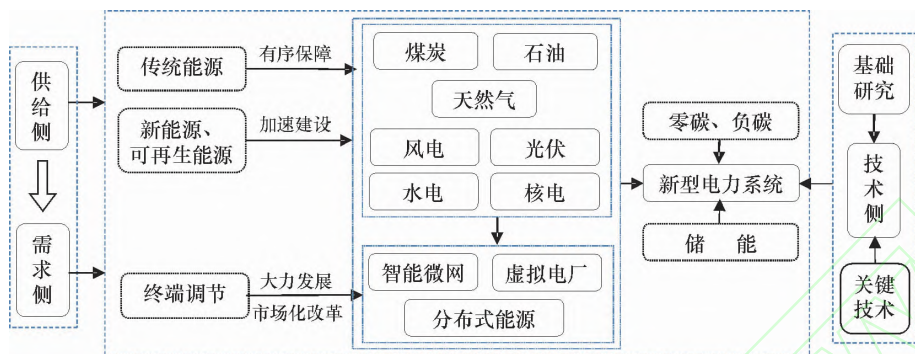 供给侧
需求侧
传统能源
有序保障
新能源、
可再生能源
加速建设
终端调节
大力发展
市场化改革
煤炭
石油
天然气
风电
光伏
水电
核电
智能微网
虚拟电厂
分布式能源
零碳、负碳
新型电力系统
储 能
基础
研究
技术侧
关键
技术